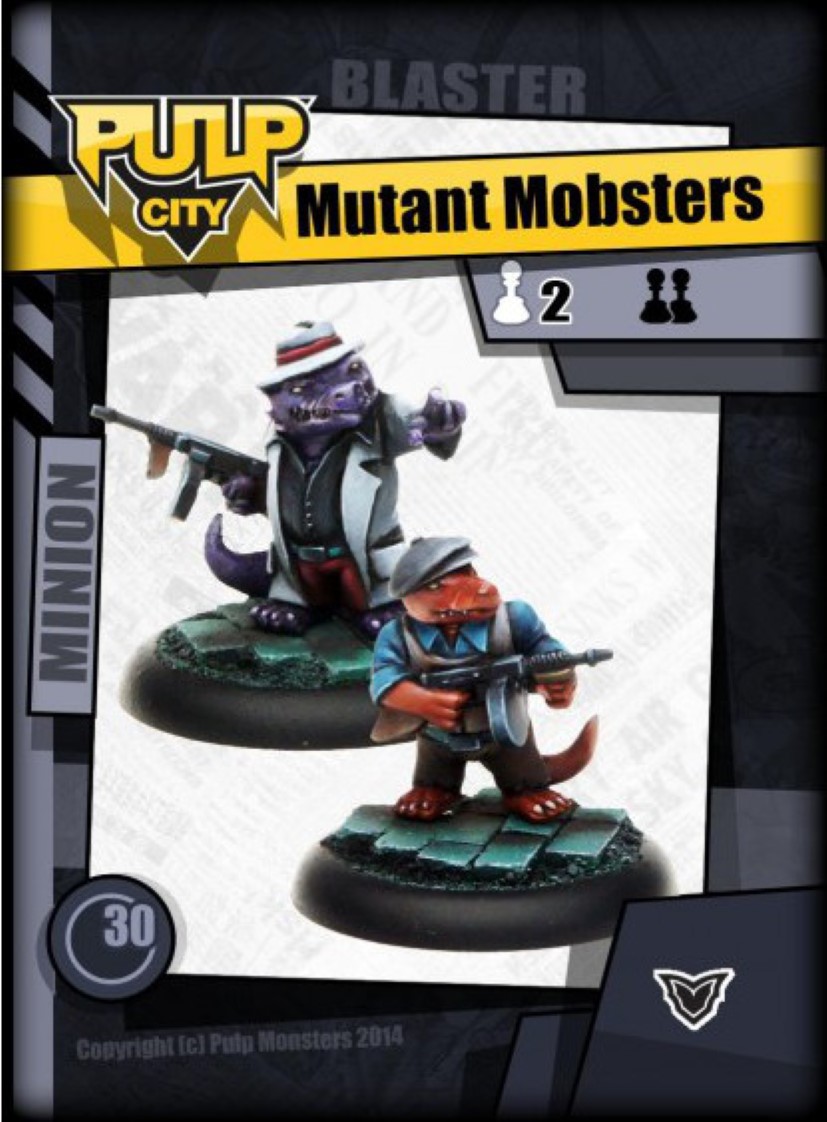 BLASTER
PULP
CITY
Mutant Mobsters
2
MINION
30
Copyright (c) Pulp Monsters 2014